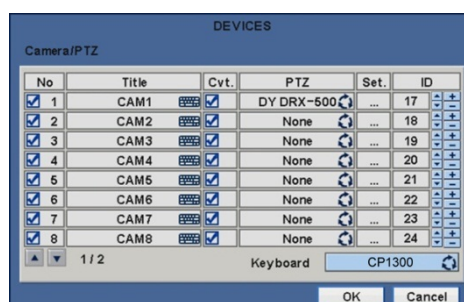 DEVICES
Camera/PTZ
No Title Cvt. PTZ Set. ID
1 CAM1 DY DRX-500 ... 17
2 CAM2 None ... 18
3 CAM3 None ... 19
4 CAM4 None ... 20
5 CAM5 None ... 21
6 CAM6 None ... 22
7 CAM7 None ... 23
8 CAM8 None ... 24
1 / 2 Keyboard CP1300
OK Cancel